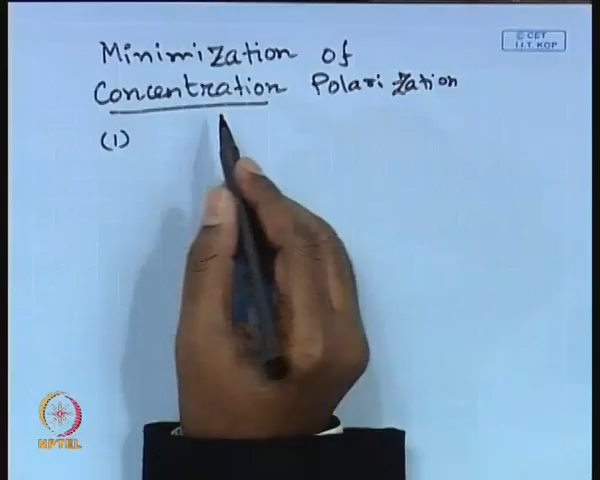 Minimization of
Concentration Polarization
(1)
© CET
I.I.T. KGP
NPTEL